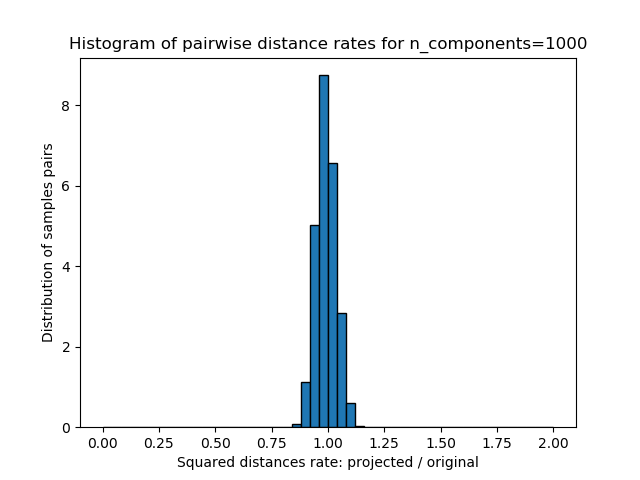 Histogram of pairwise distance rates for n_components=1000
Distribution of samples pairs
8
6
4
2
0
0.00 0.25 0.50 0.75 1.00 1.25 1.50 1.75 2.00
Squared distances rate: projected / original